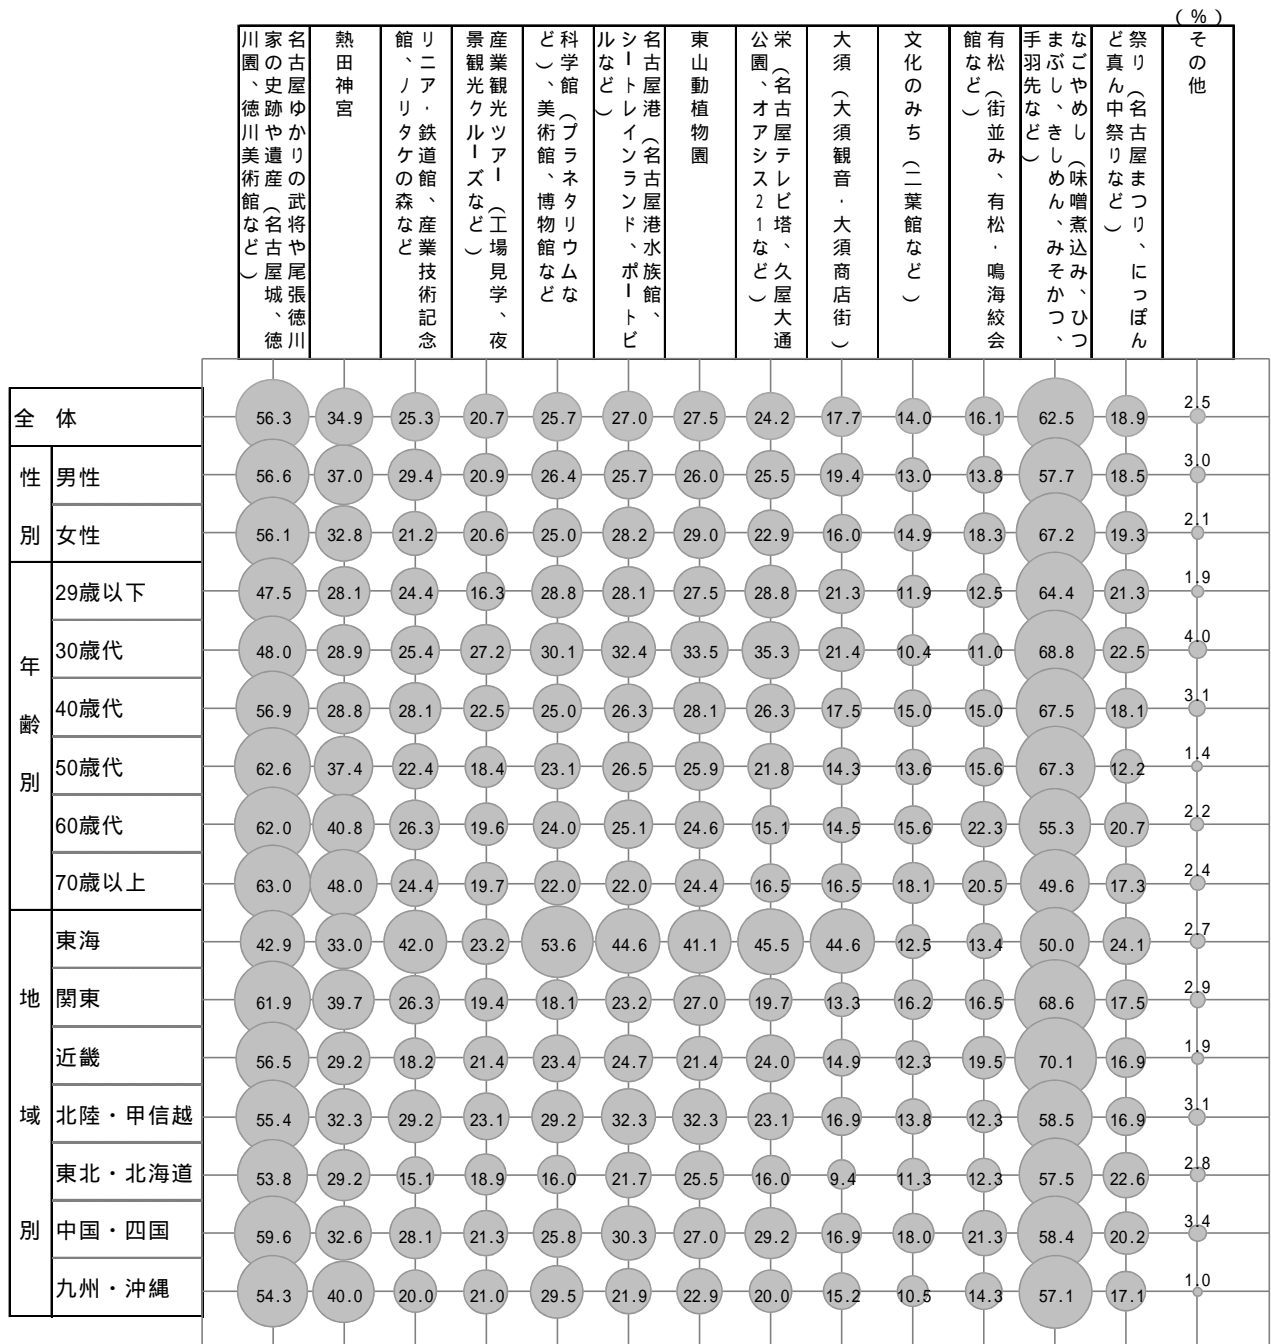 （％）
名古屋ゆかりの武将や尾張徳川
家の史跡や遺産（名古屋城、徳
川園、徳川美術館など）
熱田神宮
リニア・鉄道館、産業技術記念
館、ノリタケの森など
産業観光ツアー（工場見学、夜
景観光クルーズなど）
科学館（プラネタリウムな
ど）、美術館、博物館など
名古屋港（名古屋港水族館、
シートレインランド、ポートビ
ルなど）
東山動植物園
栄（名古屋テレビ塔、久屋大通
公園、オアシス21など）
大須（大須観音・大須商店街）
文化のみち（二葉館など）
有松（街並み、有松・鳴海絞会
館など）
なごやめし（味噌煮込み、ひつ
まぶし、きしめん、みそかつ、
手羽先など）
祭り（名古屋まつり、にっぽん
ど真ん中祭りなど）
その他
全体 56.3 34.9 25.3 20.7 25.7 27.0 27.5 24.2 17.7 14.0 16.1 62.5 18.9 2.5
性別
男性 56.6 37.0 29.4 20.9 26.4 25.7 26.0 25.5 19.4 13.0 13.8 57.7 18.5 3.0
女性 56.1 32.8 21.2 20.6 25.0 28.2 29.0 22.9 16.0 14.9 18.3 67.2 19.3 2.1
年齢別
29歳以下 47.5 28.1 24.4 16.3 28.8 28.1 27.5 28.8 21.3 11.9 12.5 64.4 21.3 1.9
30歳代 48.0 28.9 25.4 27.2 30.1 32.4 33.5 35.3 21.4 10.4 11.0 68.8 22.5 4.0
40歳代 56.9 28.8 28.1 22.5 25.0 26.3 28.1 26.3 17.5 15.0 15.0 67.5 18.1 3.1
50歳代 62.6 37.4 22.4 18.4 23.1 26.5 25.9 21.8 14.3 13.6 15.6 67.3 12.2 1.4
60歳代 62.0 40.8 26.3 19.6 24.0 25.1 24.6 15.1 14.5 15.6 22.3 55.3 20.7 2.2
70歳以上 63.0 48.0 24.4 19.7 22.0 22.0 24.4 16.5 16.5 18.1 20.5 49.6 17.3 2.4
地域別
東海 42.9 33.0 42.0 23.2 53.6 44.6 41.1 45.5 44.6 12.5 13.4 50.0 24.1 2.7
関東 61.9 39.7 26.3 19.4 18.1 23.2 27.0 19.7 13.3 16.2 16.5 68.6 17.5 2.9
近畿 56.5 29.2 18.2 21.4 23.4 24.7 21.4 24.0 14.9 12.3 19.5 70.1 16.9 1.9
北陸・甲信越 55.4 32.3 29.2 23.1 29.2 32.3 32.3 23.1 16.9 13.8 12.3 58.5 16.9 3.1
東北・北海道 53.8 29.2 15.1 18.9 16.0 21.7 25.5 16.0 9.4 11.3 12.3 57.5 22.6 2.8
中国・四国 59.6 32.6 28.1 21.3 25.8 30.3 27.0 29.2 16.9 18.0 21.3 58.4 20.2 3.4
九州・沖縄 54.3 40.0 20.0 21.0 29.5 21.9 22.9 20.0 15.2 10.5 14.3 57.1 17.1 1.0